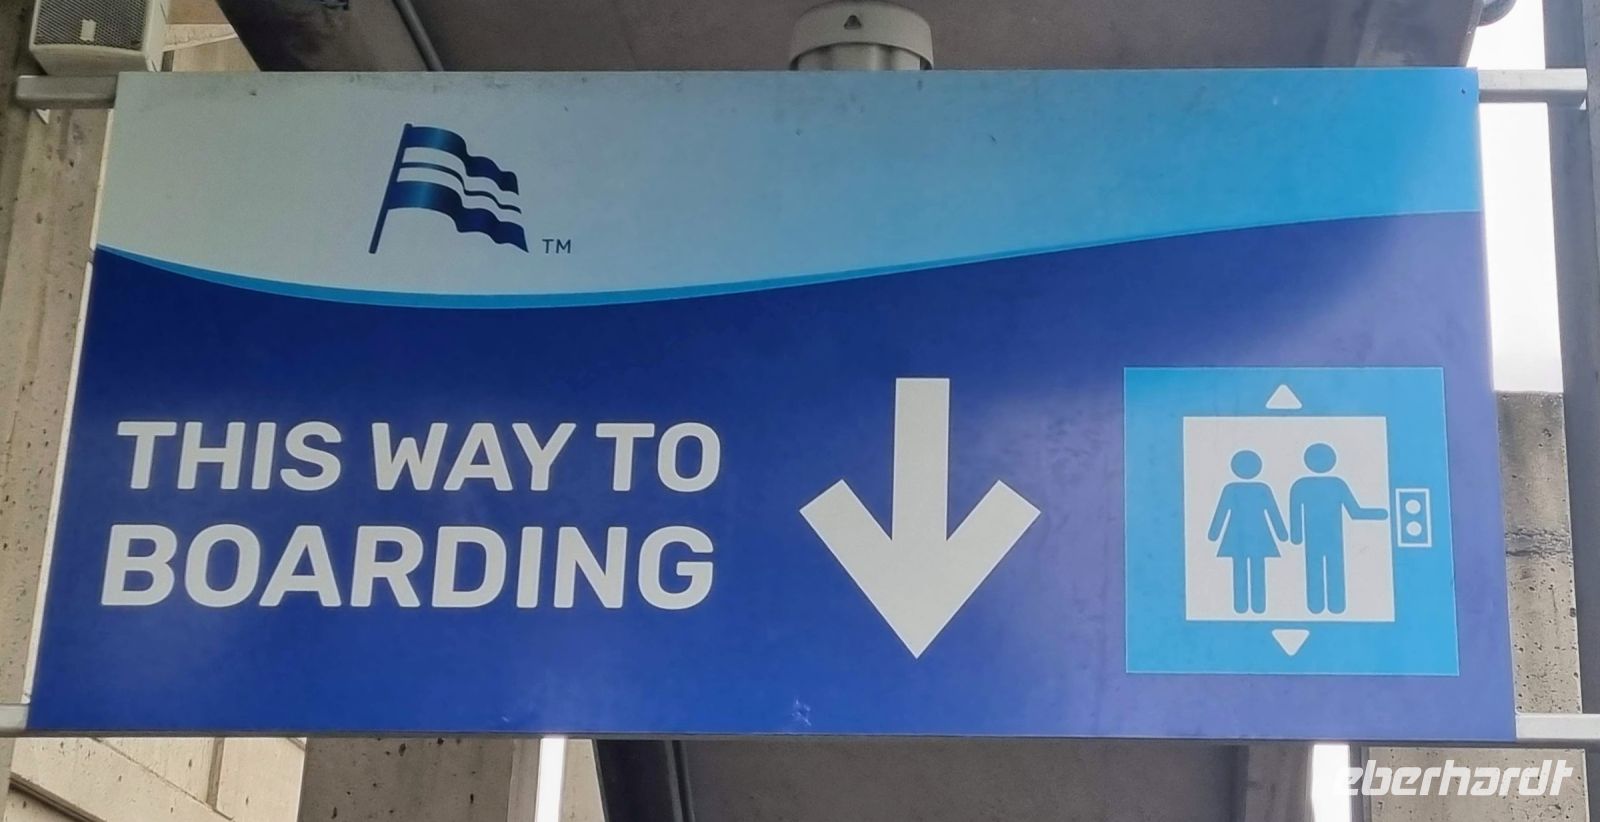 TM
THIS WAY TO
BOARDING
eberhardt